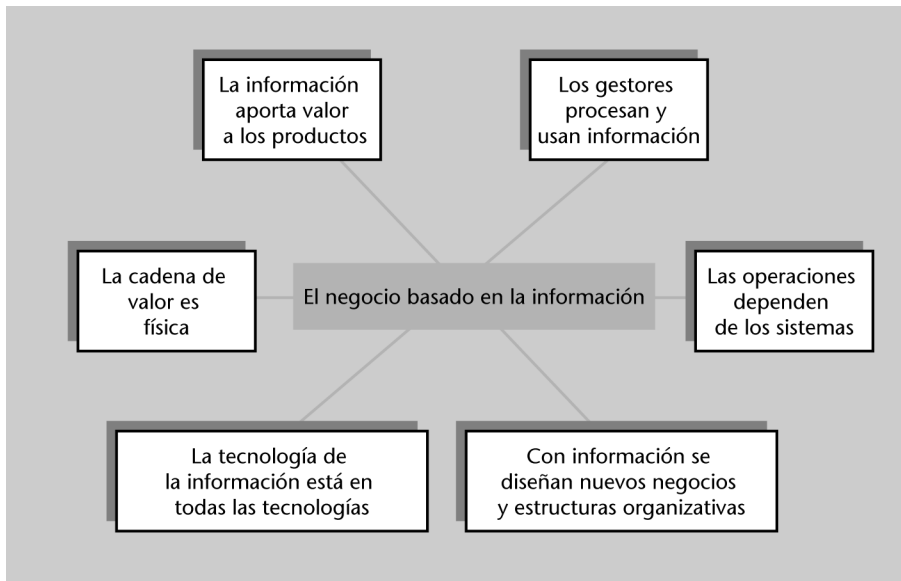 La información
aporta valor
a los productos
Los gestores
procesan y
usan información
La cadena de
valor es
física
El negocio basado en la información
Las operaciones
dependen
de los sistemas
La tecnología de
la información está en
todas las tecnologías
Con información se
diseñan nuevos negocios
y estructuras organizativas